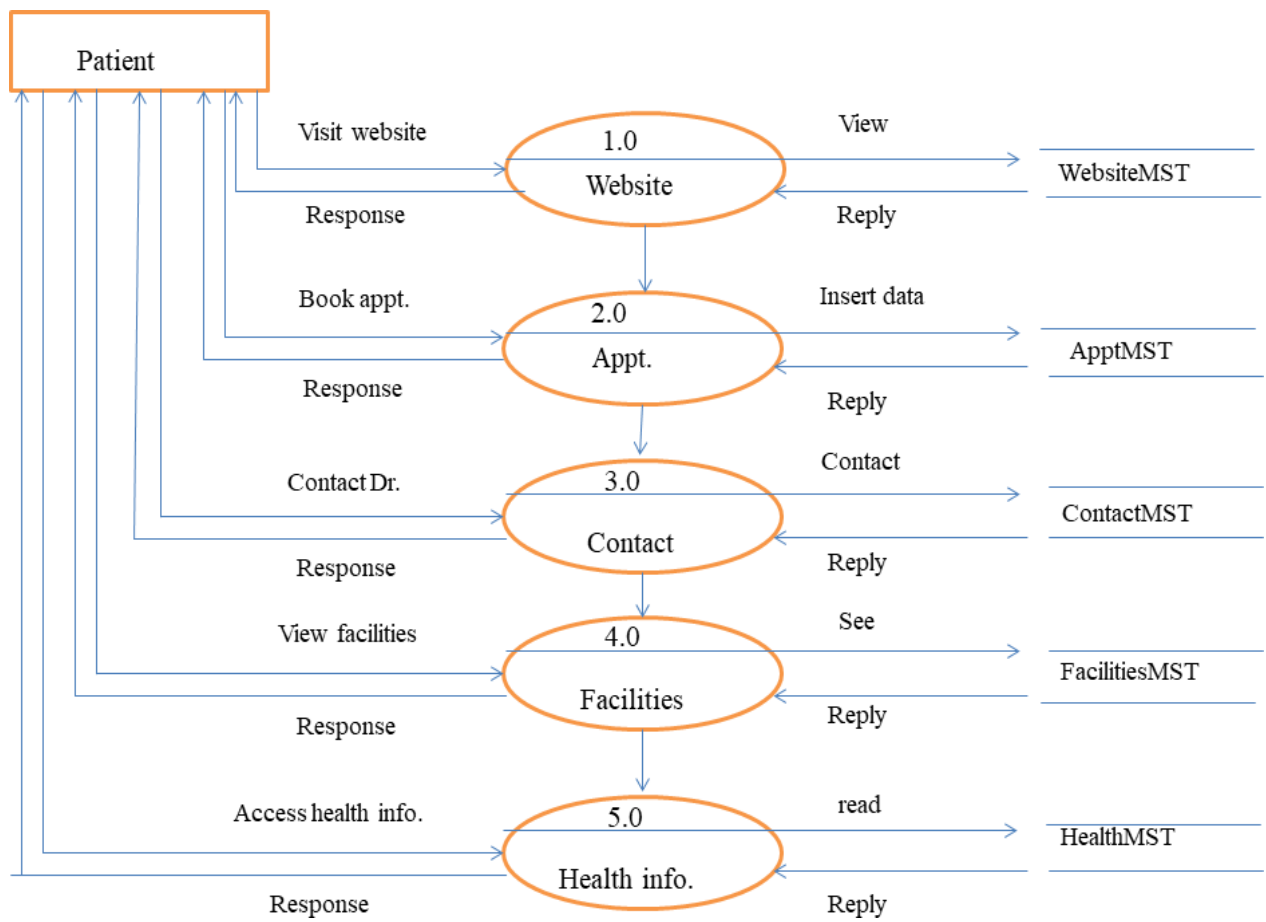 Patient
Visit website
1.0
View
Website
WebsiteMST
Response
Reply
Book appt.
2.0
Insert data
Appt.
ApptMST
Response
Reply
Contact Dr.
3.0
Contact
Contact
ContactMST
Response
Reply
View facilities
4.0
See
Facilities
FacilitiesMST
Response
Reply
Access health info.
5.0
read
Health info.
HealthMST
Response
Reply